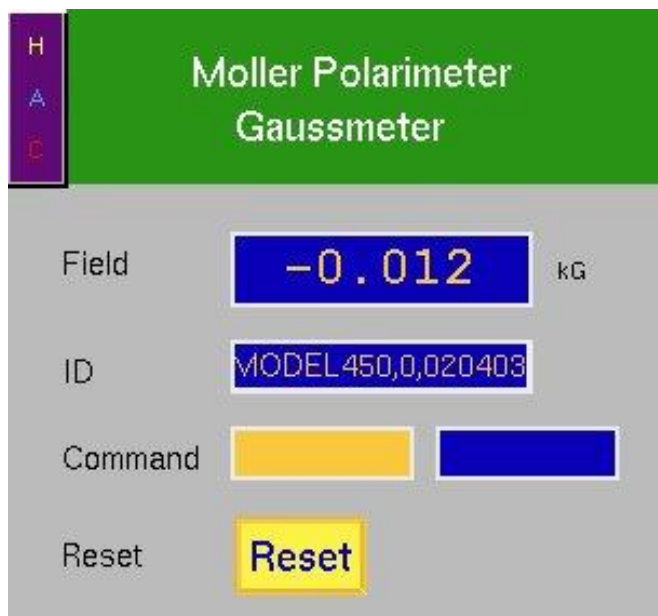 H
A
C
Moller Polarimeter
Gaussmeter
Field
-0.012
kG
ID
MODEL450,0,020403
Command
Reset
Reset